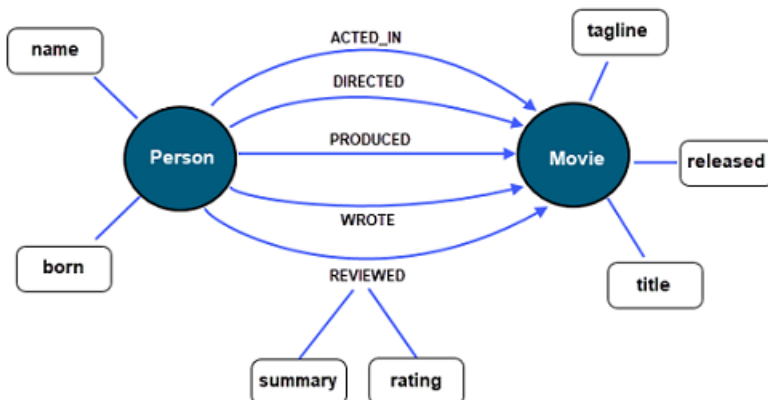 name
ACTED_IN
tagline
DIRECTED
Person
PRODUCED
Movie
released
WROTE
born
REVIEWED
title
summary
rating